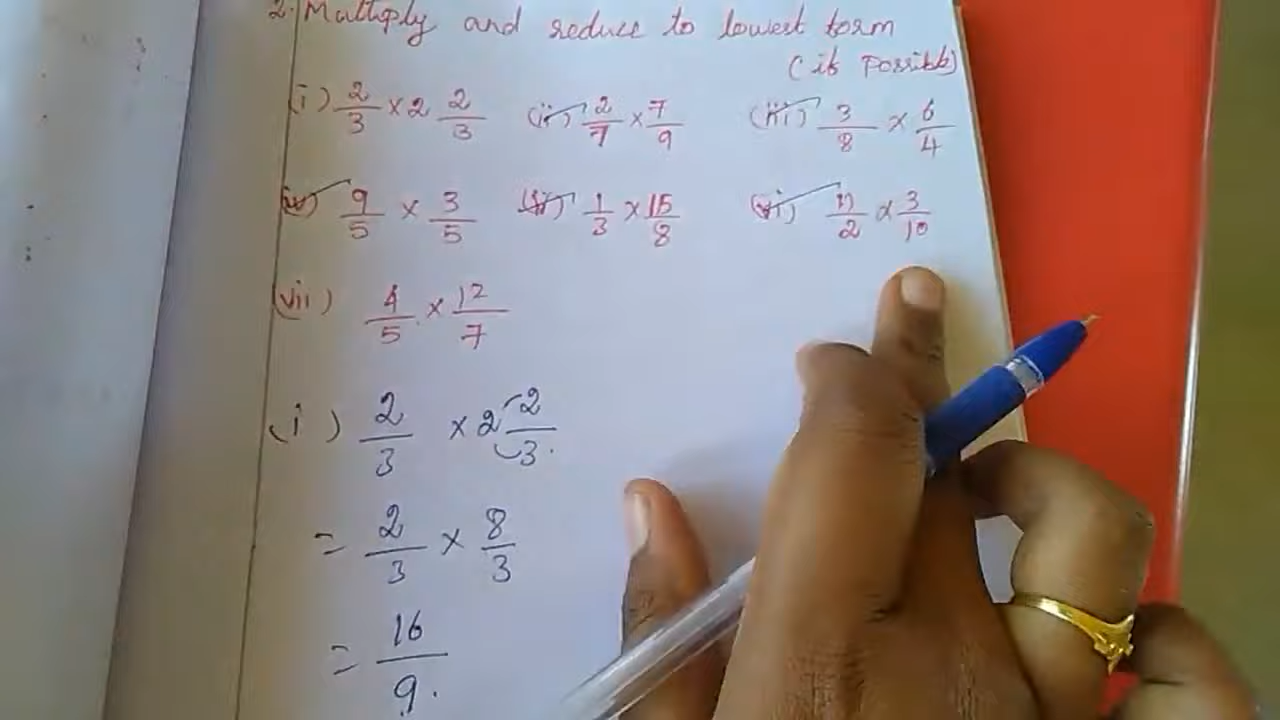 2. Multiply and reduce to lowest form
(if possible)
(i) 2/3 × 2 2/3 (ii) 2/7 × 7/9 (iii) 3/8 × 6/4
(iv) 9/5 × 3/5 (v) 1/3 × 15/8 (vi) 11/2 × 3/10
(vii) 4/5 × 12/7
(i) 2/3 × 2 2/3
= 2/3 × 8/3
= 16/9.